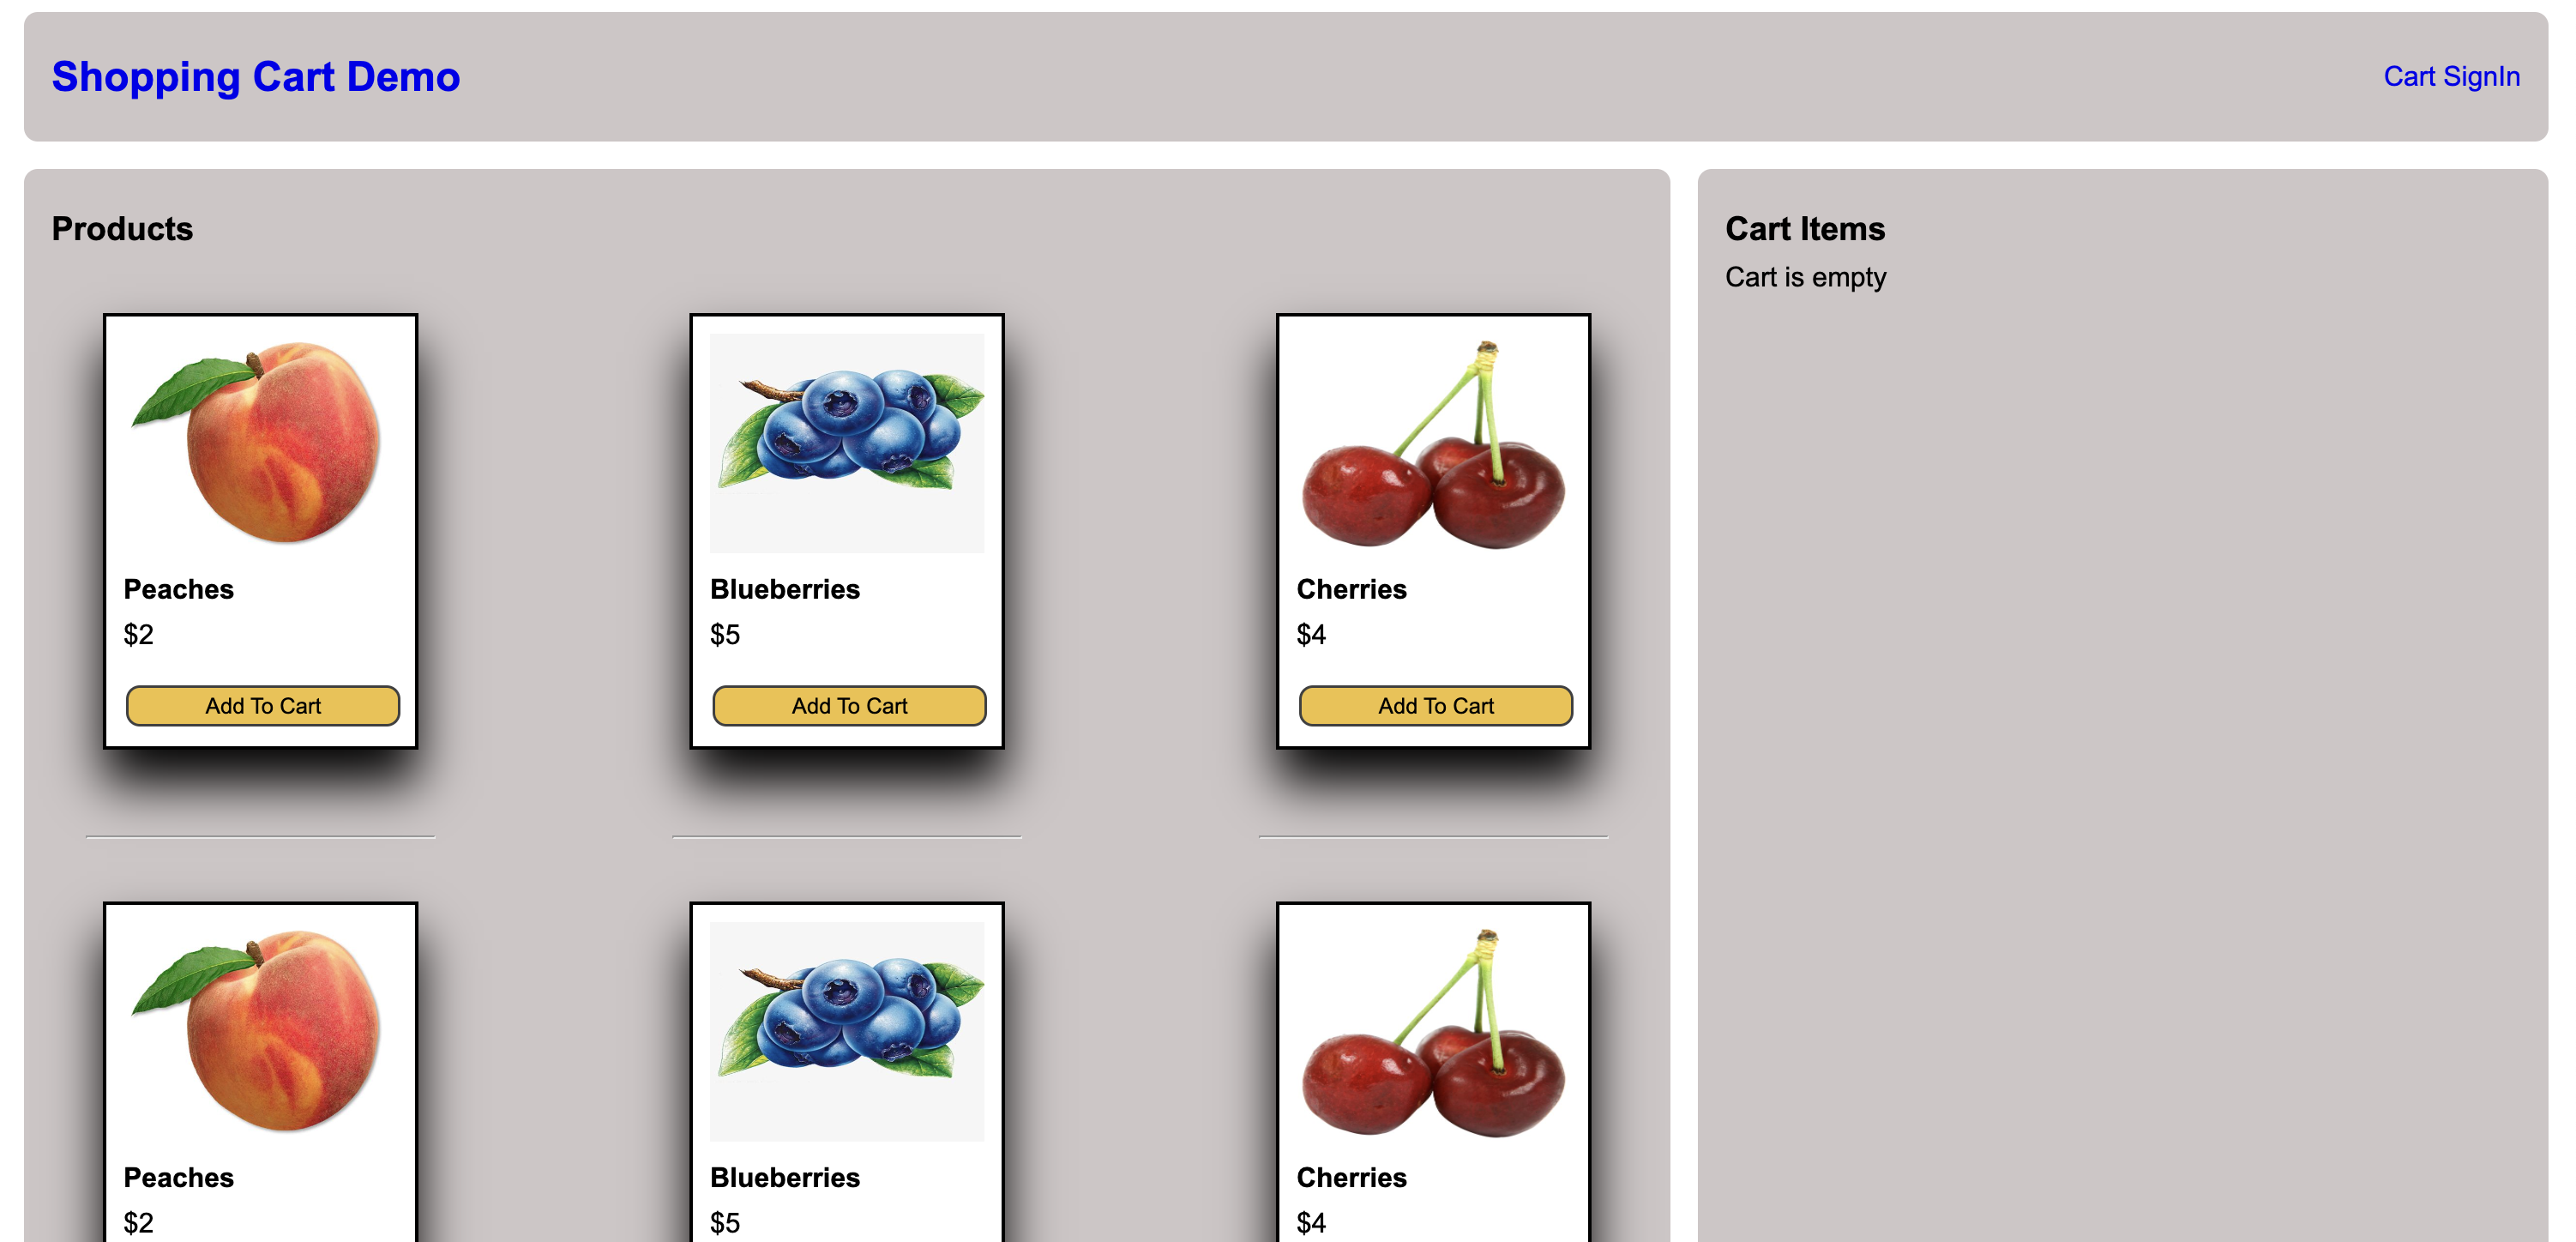 Shopping Cart Demo
Cart SignIn
Products
Peaches
$2
Add To Cart
Blueberries
$5
Add To Cart
Cherries
$4
Add To Cart
Peaches
$2
Blueberries
$5
Cherries
$4
Cart Items
Cart is empty